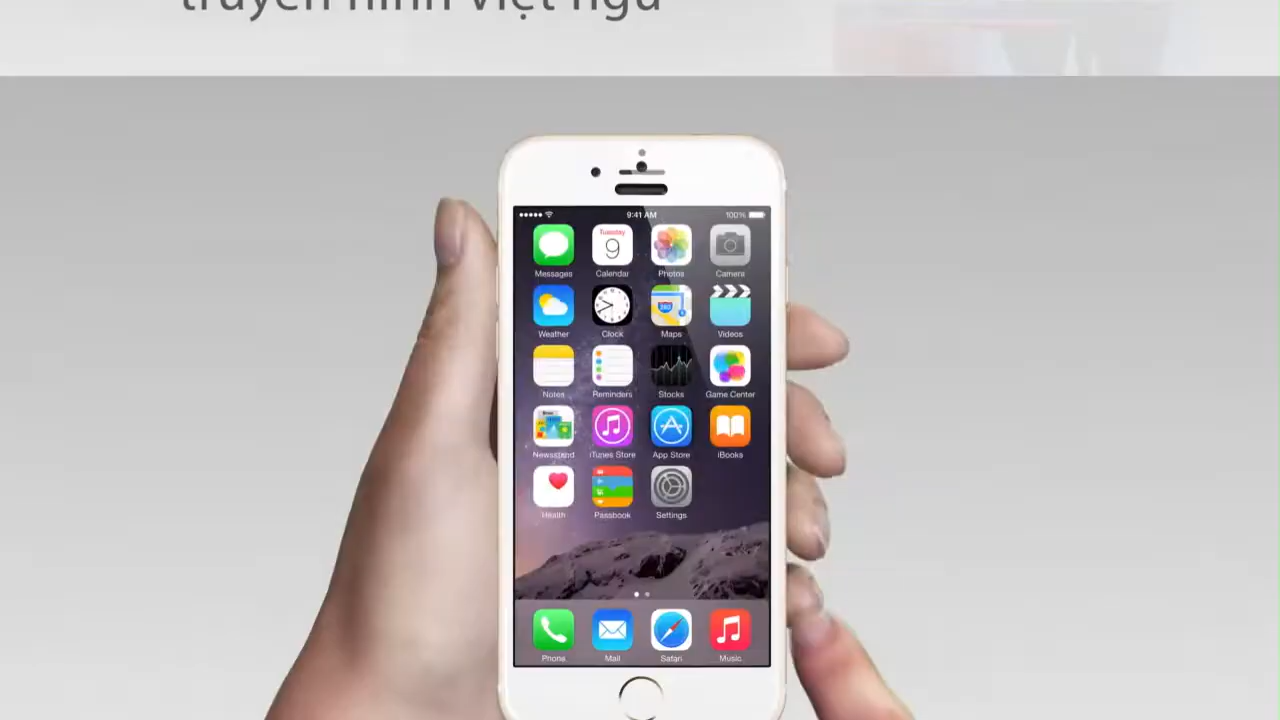 truyền hình việt ngữ
9:41 AM 100%
Tuesday
9
Messages Calendar Photos Camera
280
Weather Clock Maps Videos
Notes Reminders Stocks Game Center
Newsstand iTunes Store App Store iBooks
Health Passbook Settings
Phone Mail Safari Music